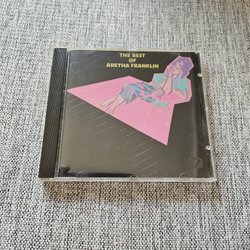 THE BEST
OF
ARETHA FRANKLIN